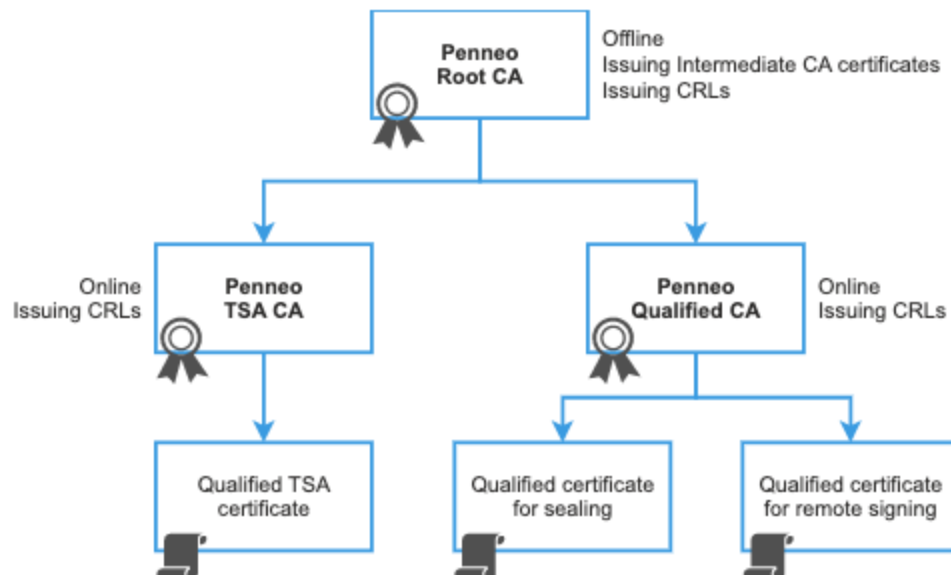 Penneo
Root CA
Offline
Issuing Intermediate CA certificates
Issuing CRLs
Online
Issuing CRLs
Penneo
TSA CA
Penneo
Qualified CA
Online
Issuing CRLs
Qualified TSA
certificate
Qualified certificate
for sealing
Qualified certificate
for remote signing